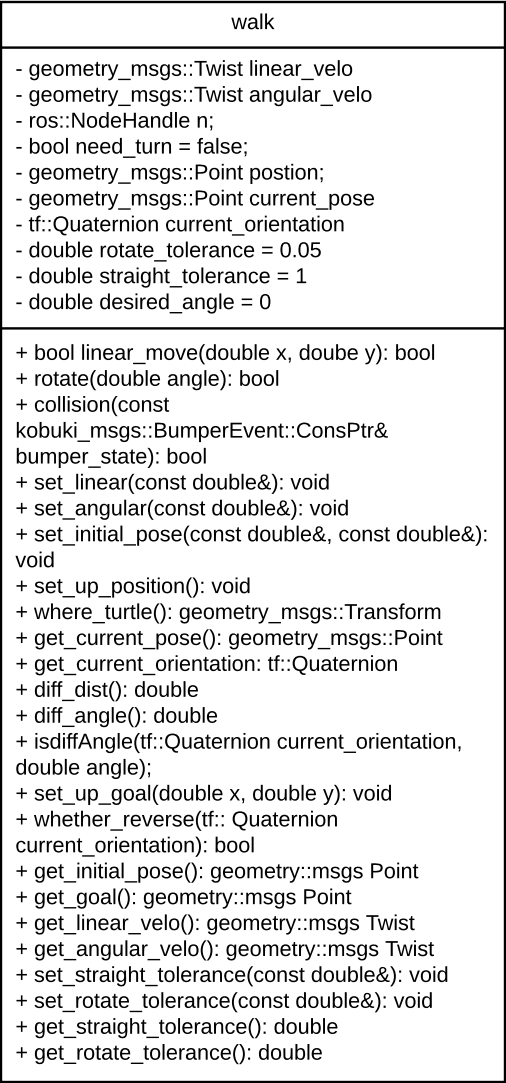 walk
- geometry_msgs::Twist linear_velo
- geometry_msgs::Twist angular_velo
- ros::NodeHandle n;
- bool need_turn = false;
- geometry_msgs::Point postion;
- geometry_msgs::Point current_pose
- tf::Quaternion current_orientation
- double rotate_tolerance = 0.05
- double straight_tolerance = 1
- double desired_angle = 0
+ bool linear_move(double x, doube y): bool
+ rotate(double angle): bool
+ collision(const
kobuki_msgs::BumperEvent::ConsPtr&
bumper_state): bool
+ set_linear(const double&): void
+ set_angular(const double&): void
+ set_initial_pose(const double&, const double&):
void
+ set_up_position(): void
+ where_turtle(): geometry_msgs::Transform
+ get_current_pose(): geometry_msgs::Point
+ get_current_orientation: tf::Quaternion
+ diff_dist(): double
+ diff_angle(): double
+ isdiffAngle(tf::Quaternion current_orientation,
double angle);
+ set_up_goal(double x, double y): void
+ whether_reverse(tf:: Quaternion
current_orientation): bool
+ get_initial_pose(): geometry::msgs Point
+ get_goal(): geometry::msgs Point
+ get_linear_velo(): geometry::msgs Twist
+ get_angular_velo(): geometry::msgs Twist
+ set_straight_tolerance(const double&): void
+ set_rotate_tolerance(const double&): void
+ get_straight_tolerance(): double
+ get_rotate_tolerance(): double